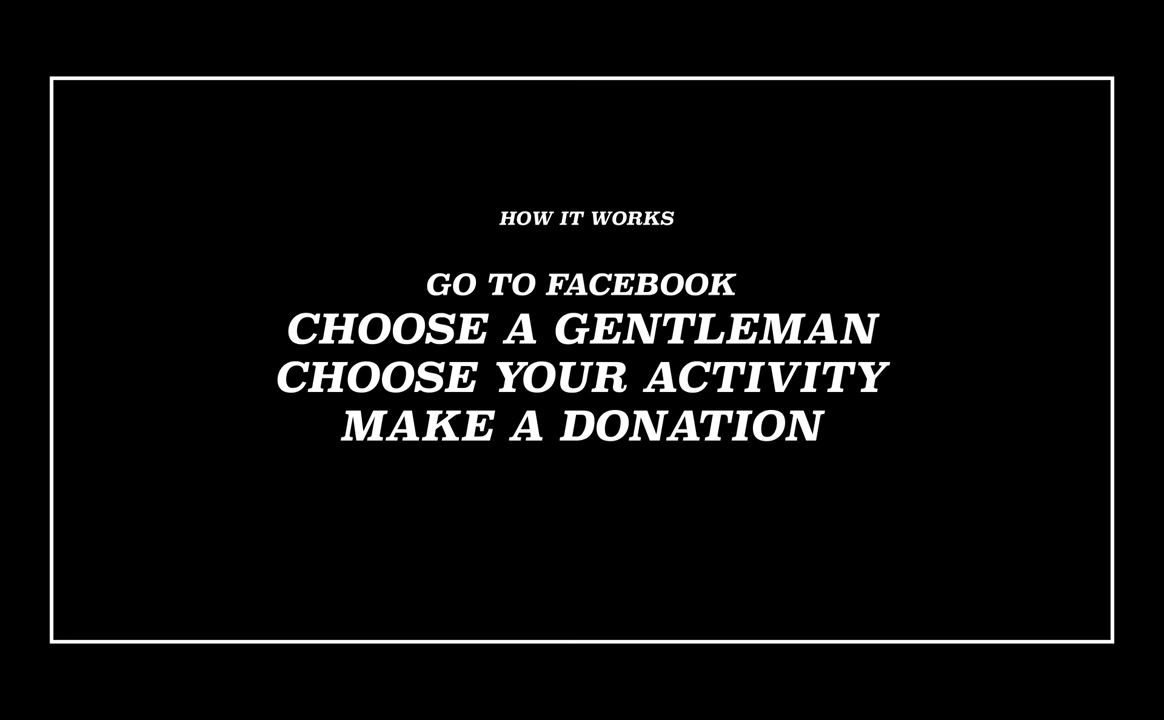 HOW IT WORKS
GO TO FACEBOOK
CHOOSE A GENTLEMAN
CHOOSE YOUR ACTIVITY
MAKE A DONATION